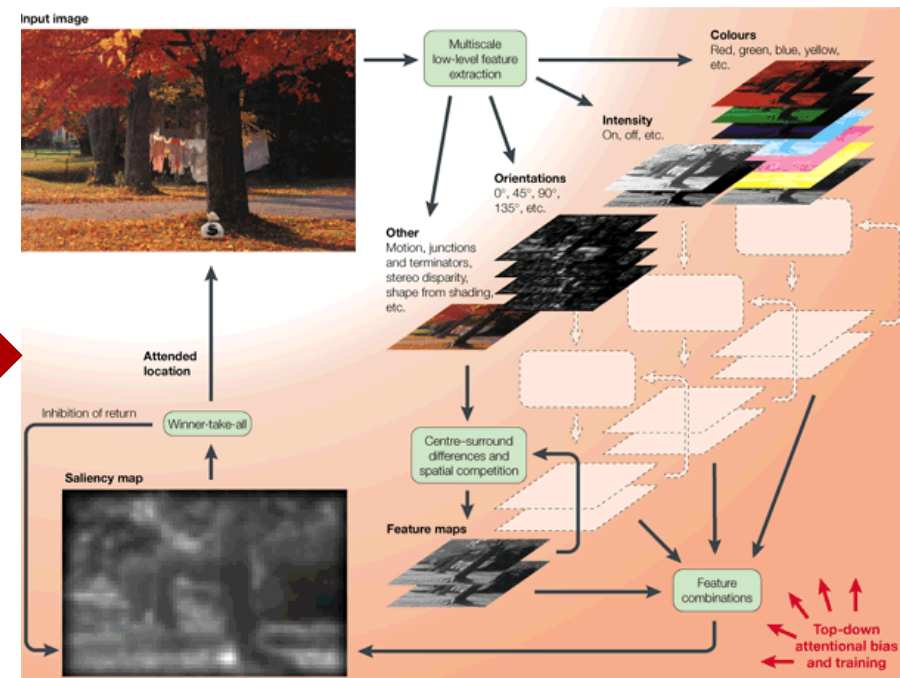 Input image
Multiscale
low-level feature
extraction
Colours
Red, green, blue, yellow,
etc.
Intensity
On, off, etc.
Orientations
0°, 45°, 90°,
135°, etc.
Other
Motion, junctions
and terminators,
stereo disparity,
shape from shading,
etc.
S
Attended
location
Inhibition of return
Winner-take-all
Centre–surround
differences and
spatial competition
Saliency map
Feature maps
Feature
combinations
Top-down
attentional bias
and training